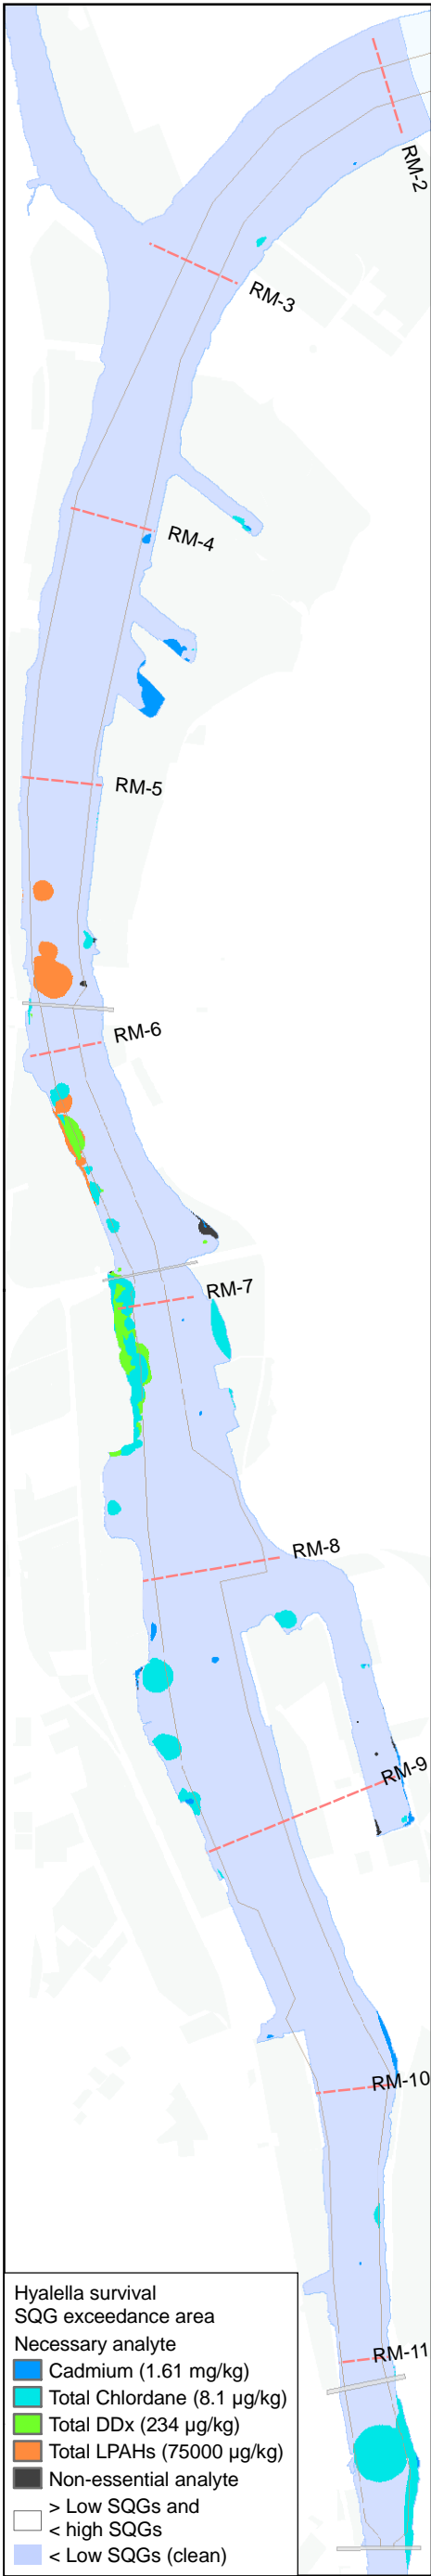 RM-2
RM-3
RM-4
RM-5
RM-6
RM-7
RM-8
RM-9
RM-10
RM-11
Hyalella survival
SQG exceedance area
Necessary analyte
Cadmium (1.61 mg/kg)
Total Chlordane (8.1 µg/kg)
Total DDx (234 µg/kg)
Total LPAHs (75000 µg/kg)
Non-essential analyte
> Low SQGs and
< high SQGs
< Low SQGs (clean)